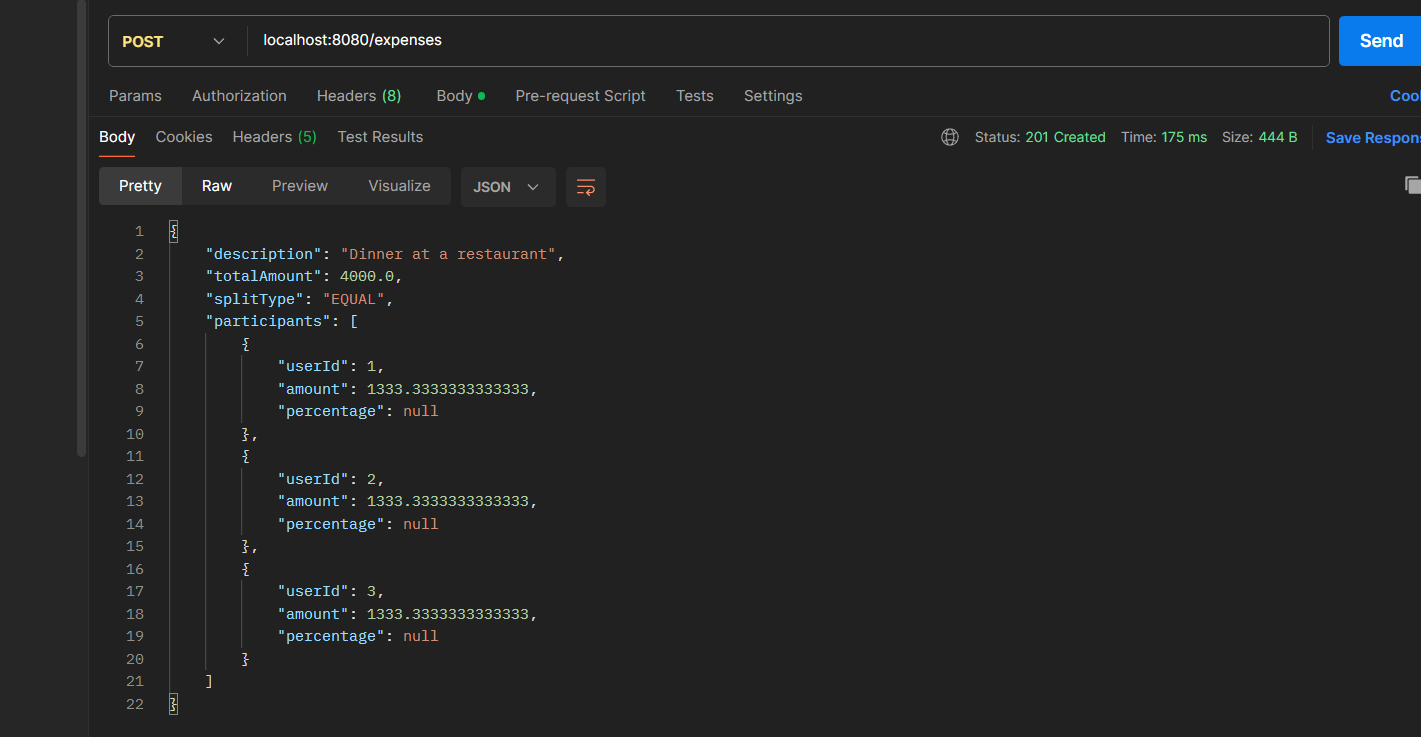 POST localhost:8080/expenses Send
Params Authorization Headers (8) Body Pre-request Script Tests Settings
Body Cookies Headers (5) Test Results Status: 201 Created Time: 175 ms Size: 444 B Save Respon
Pretty Raw Preview Visualize JSON
1 {
2 "description": "Dinner at a restaurant",
3 "totalAmount": 4000.0,
4 "splitType": "EQUAL",
5 "participants": [
6 {
7 "userId": 1,
8 "amount": 1333.3333333333333,
9 "percentage": null
10 },
11 {
12 "userId": 2,
13 "amount": 1333.3333333333333,
14 "percentage": null
15 },
16 {
17 "userId": 3,
18 "amount": 1333.3333333333333,
19 "percentage": null
20 }
21 ]
22 }